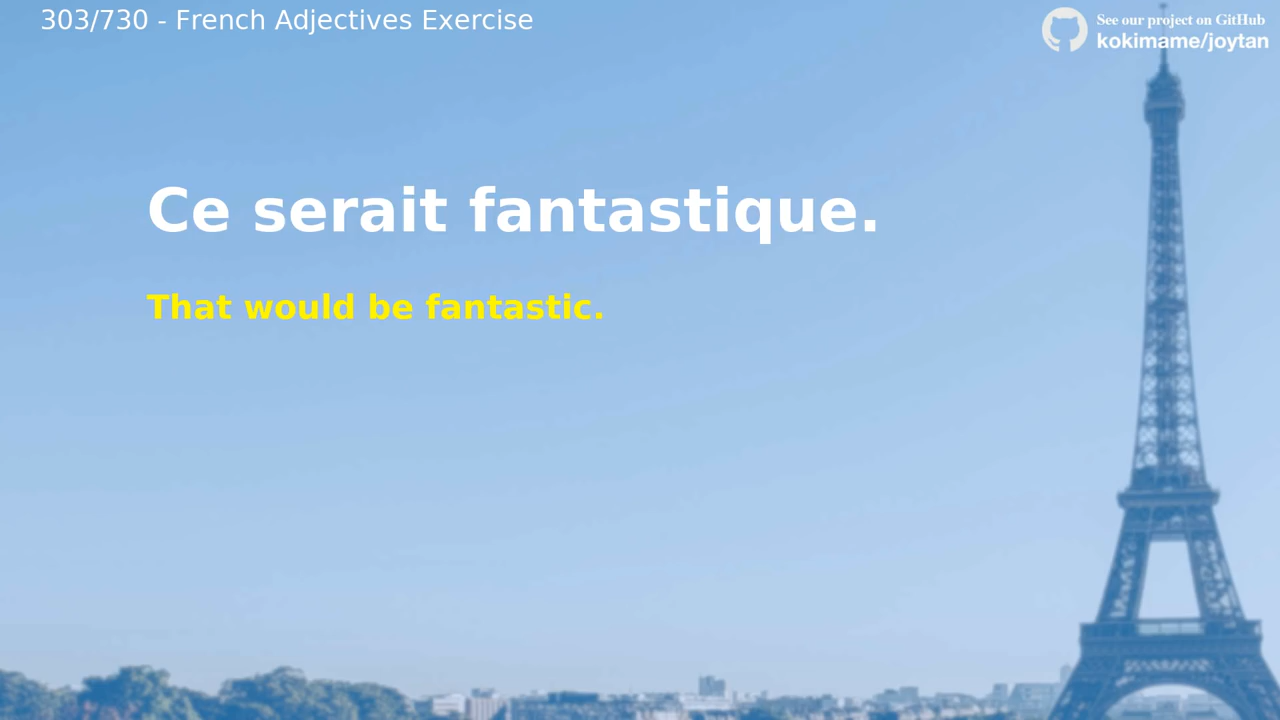 303/730 - French Adjectives Exercise
See our project on GitHub
kokimame/joytan
Ce serait fantastique.
That would be fantastic.